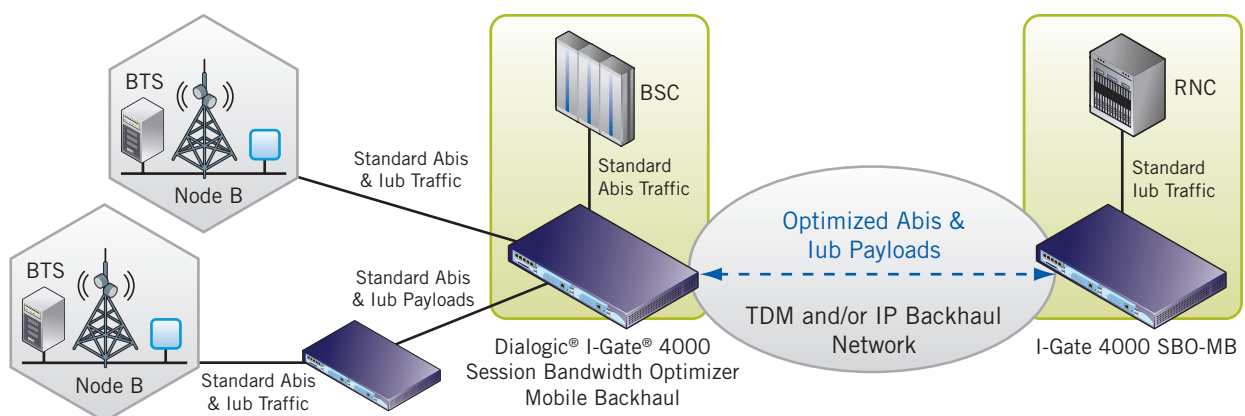 BTS
Node B
BTS
Node B
Standard Abis
& Iub Traffic
Standard Abis
& Iub Payloads
Standard Abis
& Iub Traffic
BSC
Standard
Abis Traffic
Dialogic® I-Gate® 4000
Session Bandwidth Optimizer
Mobile Backhaul
Optimized Abis &
Iub Payloads
TDM and/or IP Backhaul
Network
RNC
Standard
Iub Traffic
I-Gate 4000 SBO-MB